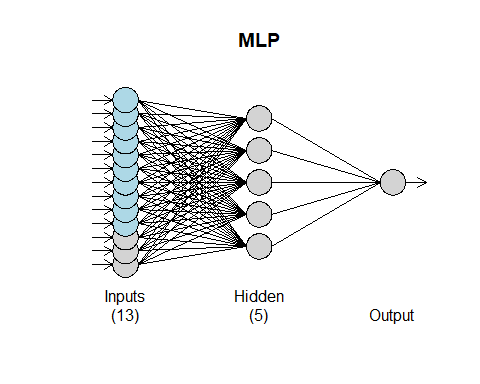 MLP
Inputs
(13)
Hidden
(5)
Output